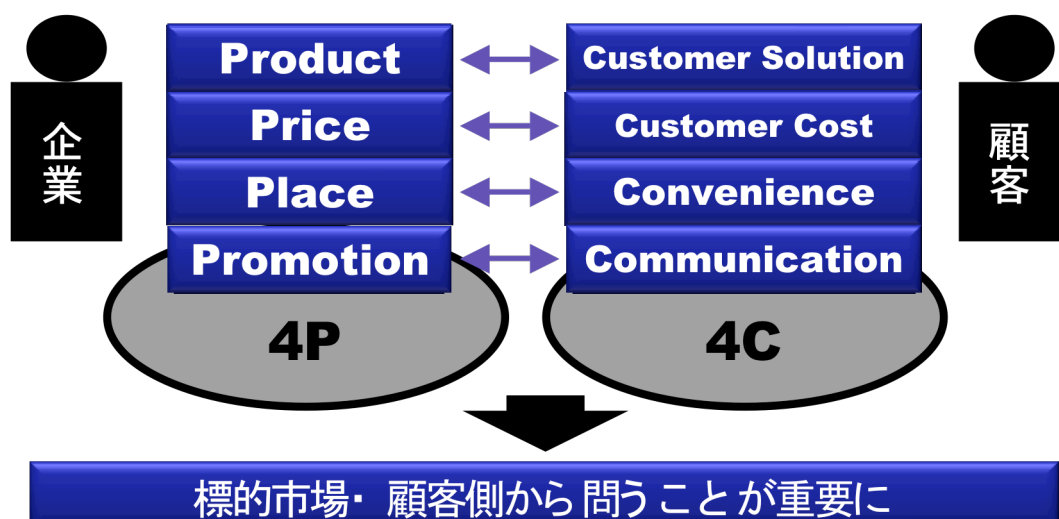 企業
Product
Customer Solution
顧客
Price
Customer Cost
Place
Convenience
Promotion
Communication
4P
4C
標的市場・顧客側から問うことが重要に